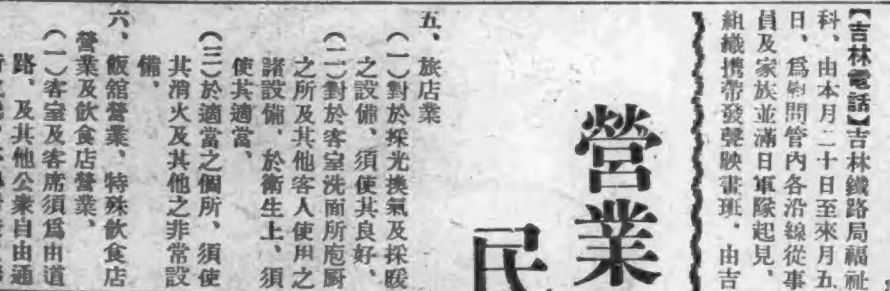 【吉林電話】吉林鐵路局福祉
科、由本月二十日至來月五
日、爲慰問管內各沿線從事
員及家族並滿日軍隊起見、
組織携帶發聲映畫班、由吉
營業
民
五、旅店業
(一)對於採光換氣及採暖
之設備、須使其良好、
(二)對於客室洗面所庖厨
之所及其他客人使用之
諸設備、於衛生上、須
使其適當、
(三)於適當之個所、須使
其消火及其他之非常設
備、
六、飯舘營業、特殊飲食店
營業及飲食店營業、
(一)客室及客席須爲由道
路、及其他公衆自由通